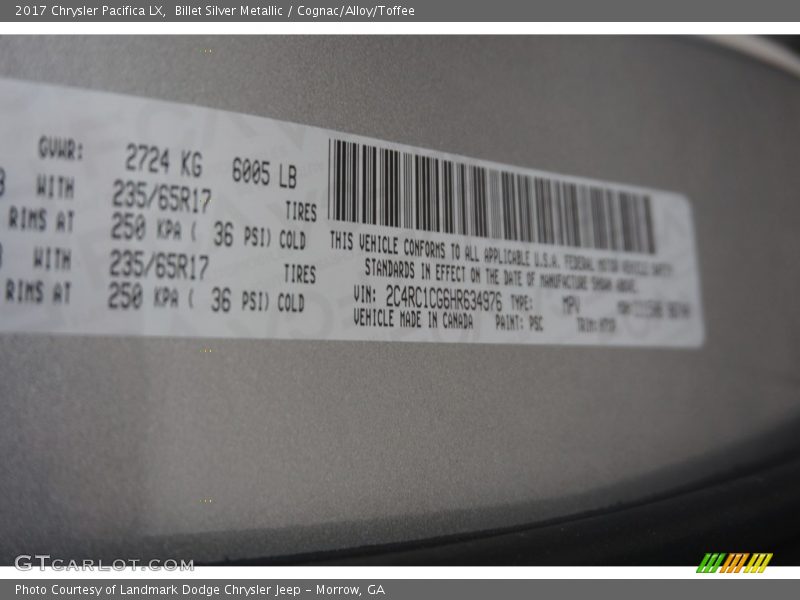 2017 Chrysler Pacifica LX, Billet Silver Metallic / Cognac/Alloy/Toffee
GVWR: 2724 KG 6005 LB
WITH 235/65R17 TIRES
RIMS AT 250 KPA ( 36 PSI) COLD
WITH 235/65R17 TIRES
RIMS AT 250 KPA ( 36 PSI) COLD
THIS VEHICLE CONFORMS TO ALL APPLICABLE U.S.A. FEDERAL MOTOR VEHICLE SAFETY
STANDARDS IN EFFECT ON THE DATE OF MANUFACTURE SHOWN ABOVE.
VIN: 2C4RC1CG6HR634976 TYPE: MPV
VEHICLE MADE IN CANADA PAINT: PSC TRIM:
GTcarlot.com
Photo Courtesy of Landmark Dodge Chrysler Jeep – Morrow, GA